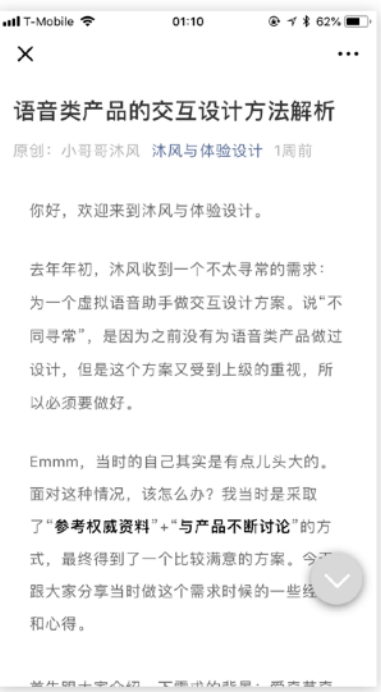 T-Mobile 01:10 62%
语音类产品的交互设计方法解析
原创：小哥哥沐风 沐风与体验设计 1周前
你好，欢迎来到沐风与体验设计。
去年年初，沐风收到一个不太寻常的需求：
为一个虚拟语音助手做交互设计方案。说“不
同寻常”，是因为之前没有为语音类产品做过
设计，但是这个方案又受到上级的重视，所
以必须要做好。
Emmm，当时的自己其实是有点儿头大的。
面对这种情况，该怎么办？我当时是采取
了“参考权威资料”+“与产品不断讨论”的方
式，最终得到了一个比较满意的方案。今天
跟大家分享当时做这个需求时候的一些经
和心得。